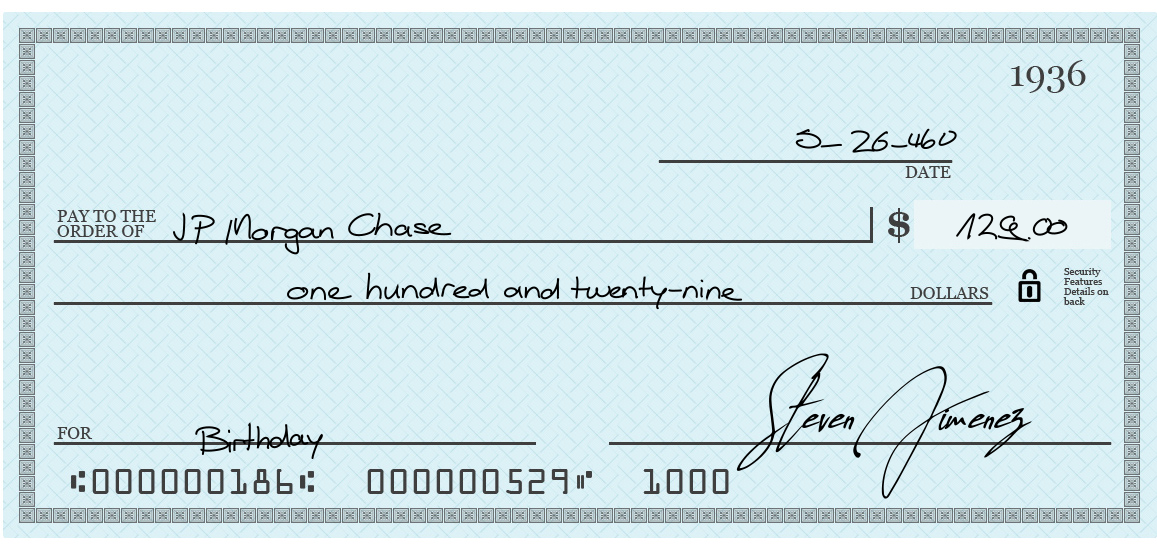 1936
5-26-460
DATE
PAY TO THE
ORDER OF JP Morgan Chase $ 129.00
one hundred and twenty-nine DOLLARS
Security
Features
Details on
back
FOR Birthday Steven Jimenez
⑆000000186⑆ 000000529⑈ 1000